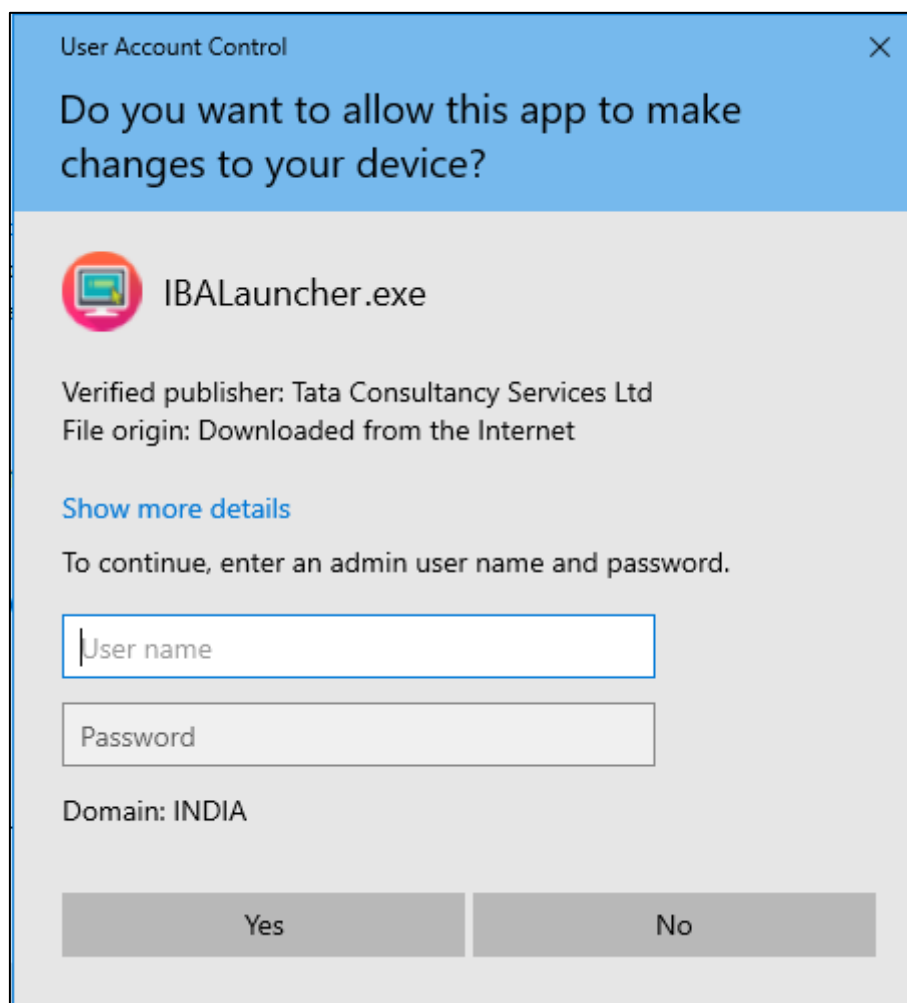 User Account Control
Do you want to allow this app to make
changes to your device?
IBALauncher.exe
Verified publisher: Tata Consultancy Services Ltd
File origin: Downloaded from the Internet
Show more details
To continue, enter an admin user name and password.
User name
Password
Domain: INDIA
Yes
No